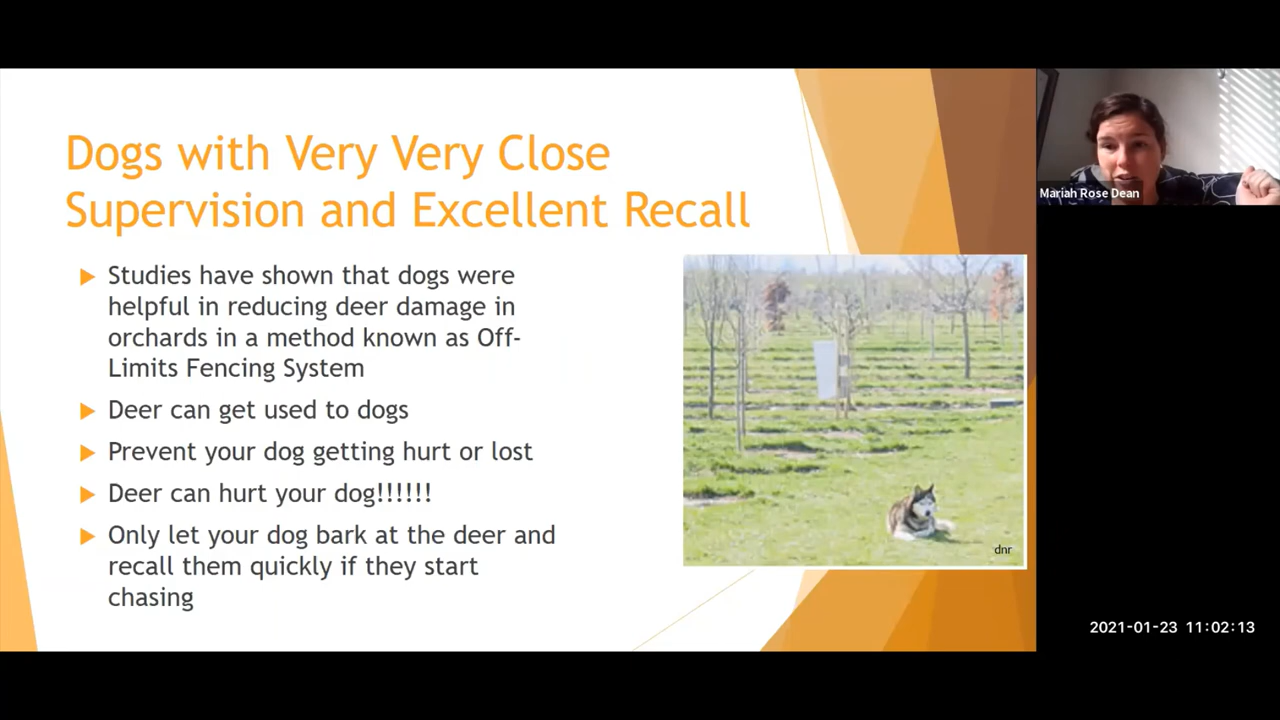 Dogs with Very Very Close
Supervision and Excellent Recall
Studies have shown that dogs were
helpful in reducing deer damage in
orchards in a method known as Off-
Limits Fencing System
Deer can get used to dogs
Prevent your dog getting hurt or lost
Deer can hurt your dog!!!!!!
Only let your dog bark at the deer and
recall them quickly if they start
chasing
dnr
Mariah Rose Dean
2021-01-23 11:02:13